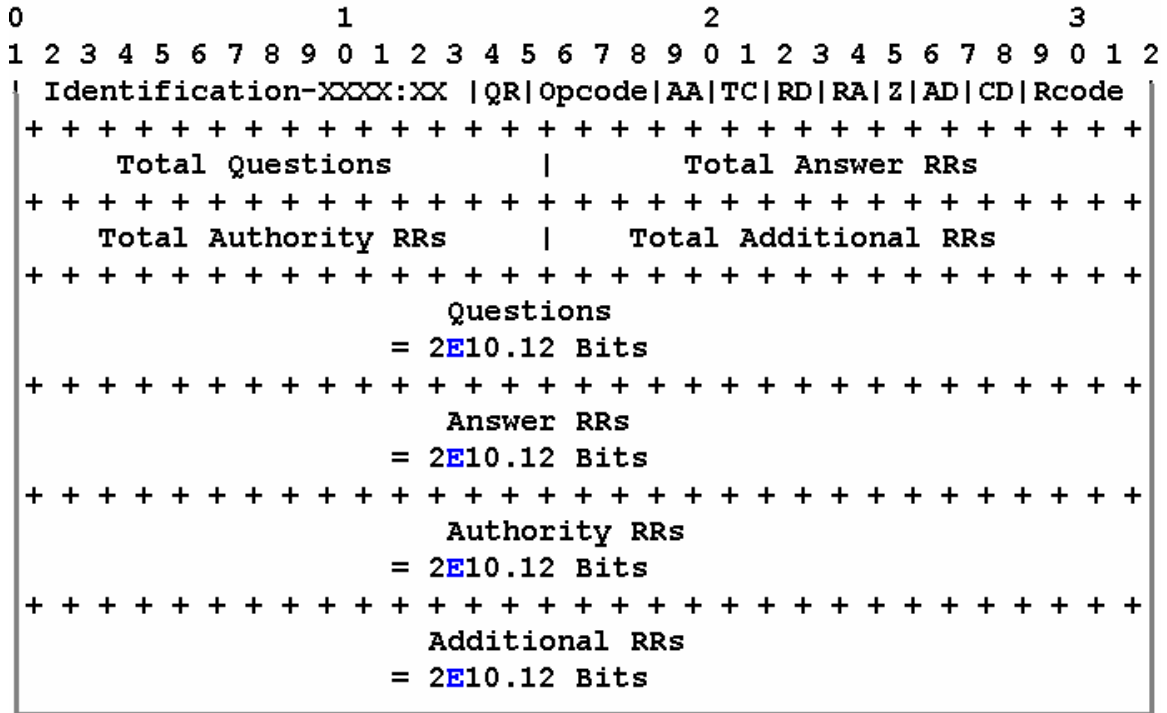 0 1 2 3
1 2 3 4 5 6 7 8 9 0 1 2 3 4 5 6 7 8 9 0 1 2 3 4 5 6 7 8 9 0 1 2
| Identification-XXXX:XX |QR|Opcode|AA|TC|RD|RA|Z|AD|CD|Rcode
+ + + + + + + + + + + + + + + + + + + + + + + + + + + + + + +
Total Questions | Total Answer RRs
+ + + + + + + + + + + + + + + + + + + + + + + + + + + + + + +
Total Authority RRs | Total Additional RRs
+ + + + + + + + + + + + + + + + + + + + + + + + + + + + + + +
Questions
= 2E10.12 Bits
+ + + + + + + + + + + + + + + + + + + + + + + + + + + + + + +
Answer RRs
= 2E10.12 Bits
+ + + + + + + + + + + + + + + + + + + + + + + + + + + + + + +
Authority RRs
= 2E10.12 Bits
+ + + + + + + + + + + + + + + + + + + + + + + + + + + + + + +
Additional RRs
= 2E10.12 Bits